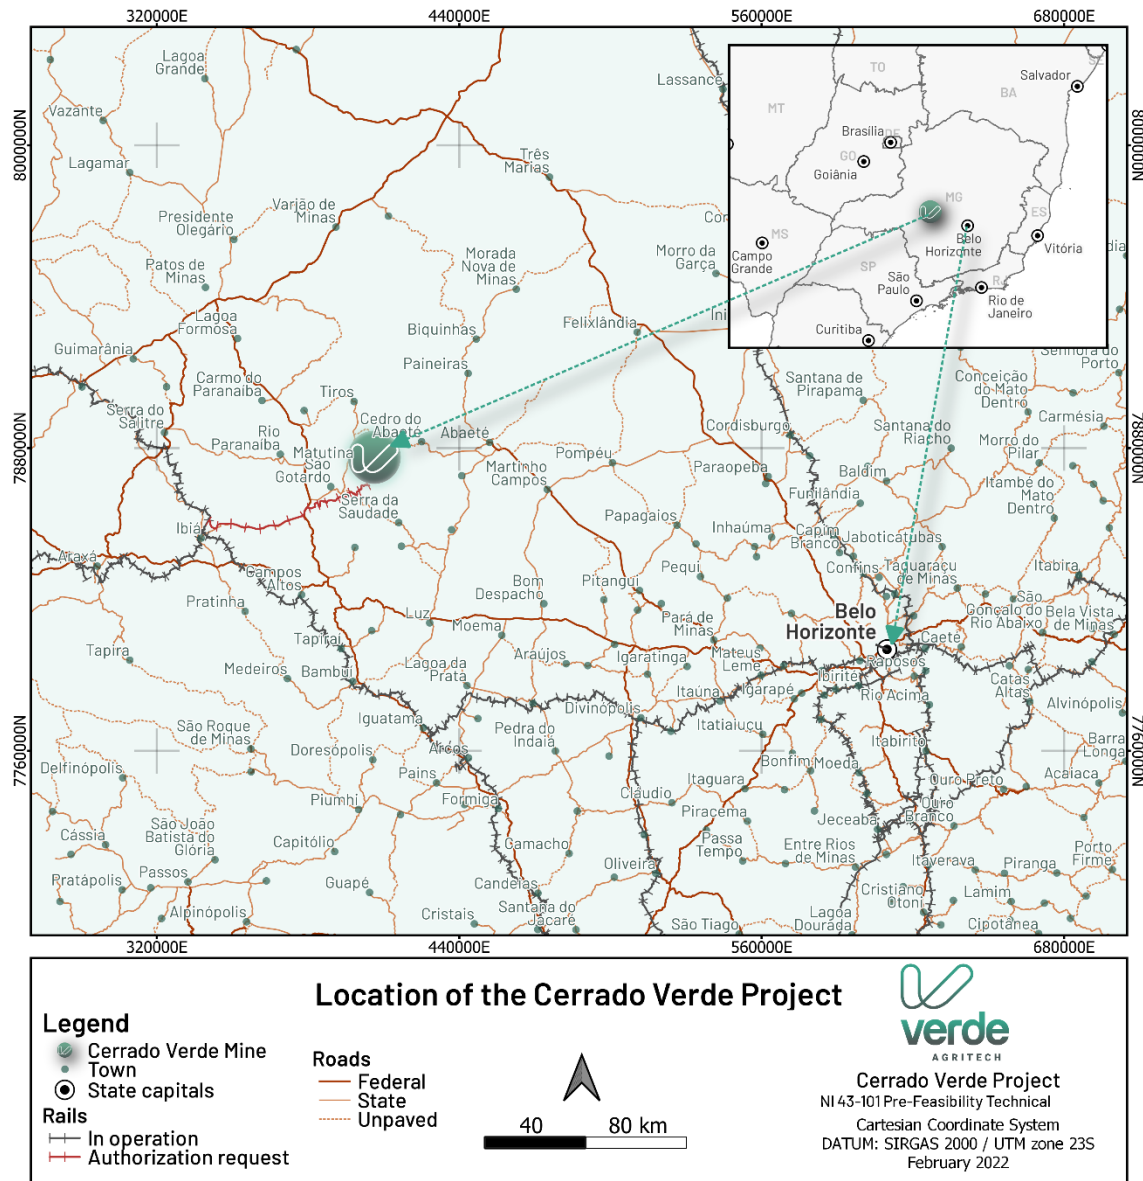 320000E
440000E
560000E
680000E
8000000N
8000000N
7880000N
7880000N
7760000N
7760000N
320000E
440000E
560000E
680000E
TO
MT
BA
Salvador
Brasília
DF
GO
Goiânia
MG
ES
Belo
Horizonte
Vitória
MS
Campo
Grande
SP
São
Paulo
RJ
Rio de
Janeiro
Curitiba
Lagoa
Grande
Lassance
Vazante
Lagamar
Três
Marias
Presidente
Olegário
Varjão de
Minas
Patos de
Minas
Morada
Nova de
Minas
Morro da
Garça
Lagoa
Formosa
Biquinhas
Felixlândia
Guimarânia
Paineiras
Senhora do
Porto
Carmo do
Paranaíba
Tiros
Santana de
Pirapama
Conceição
do Mato
Dentro
Serra do
Salitre
Cedro do
Abaeté
Abaeté
Rio
Paranaíba
Cordisburgo
Santana do
Riacho
Carmésia
Matutina
São
Gotardo
Martinho
Campos
Pompéu
Paraopeba
Baldim
Morro do
Pilar
Serra da
Saudade
Funilândia
Itambé do
Mato
Dentro
Papagaios
Inhaúma
Capim
Branco
Jaboticatubas
Ibiá
Araxá
Campos
Altos
Pequi
Confins
Taquaraçu
de Minas
Itabira
Pratinha
Bom
Despacho
Pitangui
Luz
Moema
Pará de
Minas
Belo
Horizonte
São
Gonçalo do
Rio Abaixo
Bela Vista
de Minas
Caeté
Tapira
Tapiraí
Medeiros
Bambuí
Lagoa da
Prata
Araújos
Igaratinga
Mateus
Leme
Raposos
Ibirité
Itaúna
Igarapé
Rio Acima
Catas
Altas
Alvinópolis
São Roque
de Minas
Iguatama
Divinópolis
Itatiaiuçu
Doresópolis
Arcos
Pedra do
Indaiá
Itabirito
Barra
Longa
Delfinópolis
Pains
Itaguara
Bonfim
Moeda
Ouro Preto
Acaiaca
Piumhi
Formiga
Cláudio
Piracema
Jeceaba
Ouro
Branco
Cássia
São João
Batista do
Glória
Capitólio
Camacho
Passa
Tempo
Entre Rios
de Minas
Itaverava
Piranga
Porto
Firme
Pratápolis
Passos
Guapé
Oliveira
Candeias
Cristiano
Otoni
Lamim
Alpinópolis
Cristais
Santana do
Jacaré
São Tiago
Lagoa
Dourada
Cipotânea
Location of the Cerrado Verde Project
Legend
Cerrado Verde Mine
Town
State capitals
Rails
In operation
Authorization request
Roads
Federal
State
Unpaved
40
80 km
verde
AGRITECH
Cerrado Verde Project
NI 43-101 Pre-Feasibility Technical
Cartesian Coordinate System
DATUM: SIRGAS 2000 / UTM zone 23S
February 2022